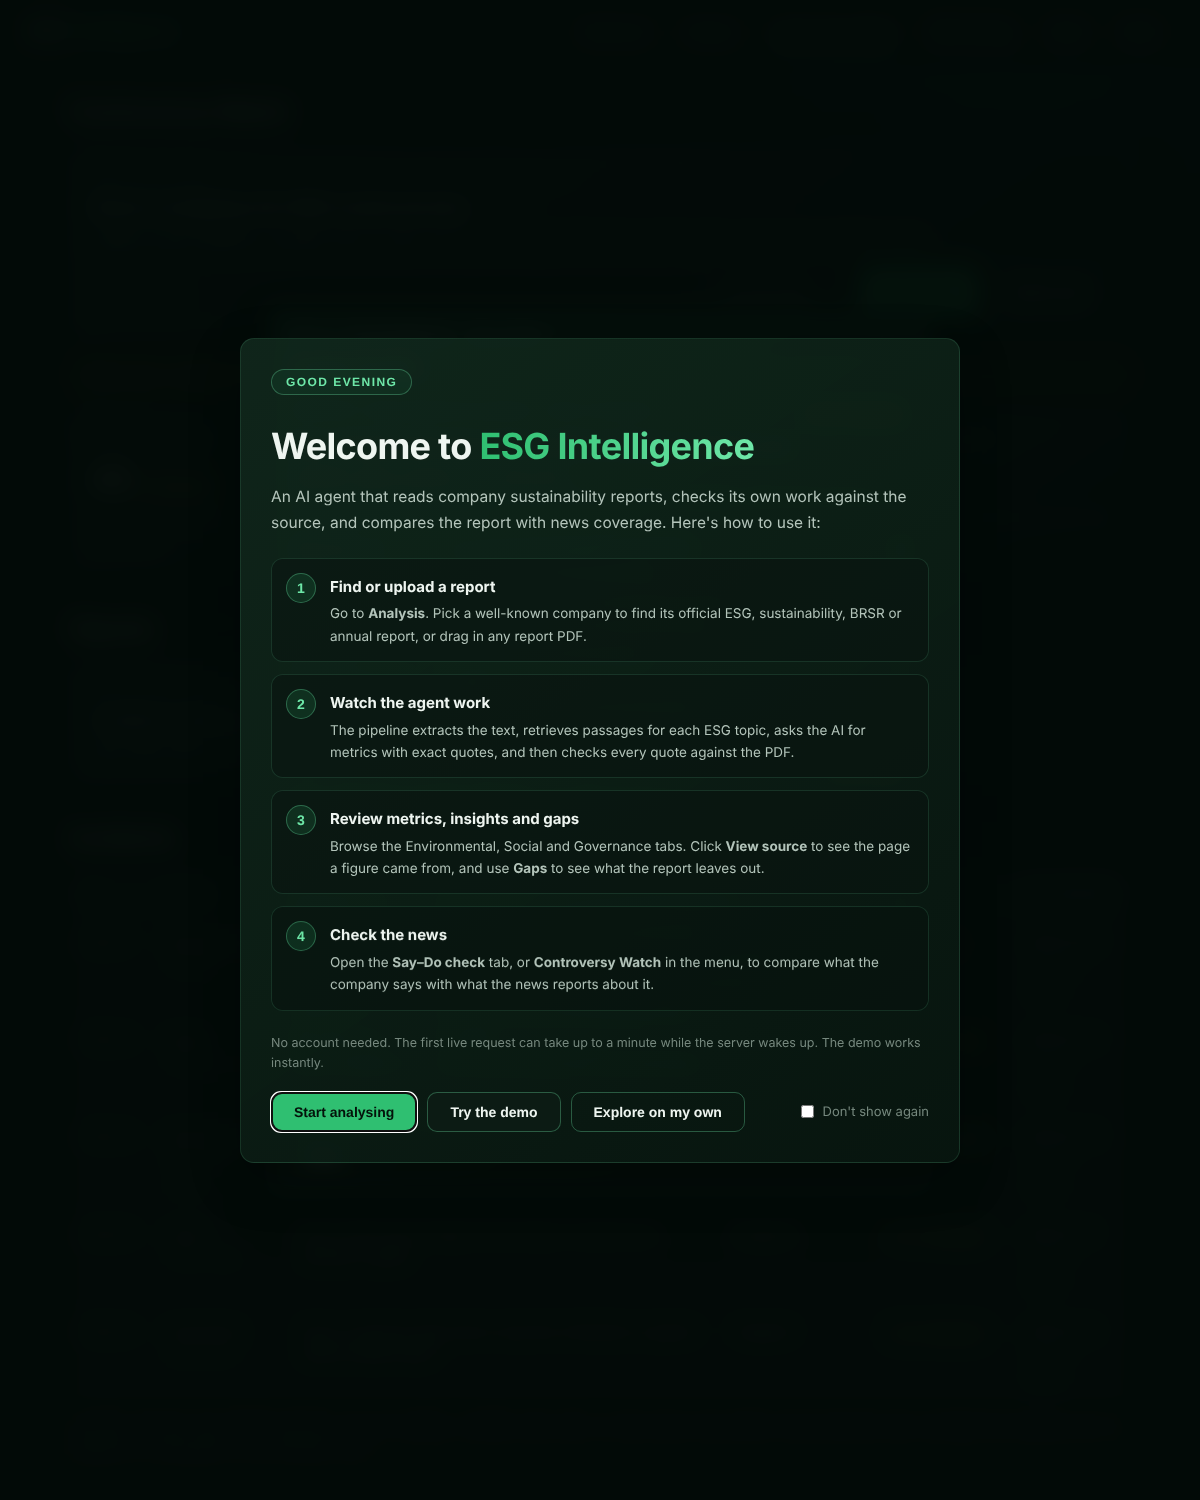 GOOD EVENING
Welcome to ESG Intelligence
An AI agent that reads company sustainability reports, checks its own work against the
source, and compares the report with news coverage. Here's how to use it:
1
Find or upload a report
Go to Analysis. Pick a well-known company to find its official ESG, sustainability, BRSR or
annual report, or drag in any report PDF.
2
Watch the agent work
The pipeline extracts the text, retrieves passages for each ESG topic, asks the AI for
metrics with exact quotes, and then checks every quote against the PDF.
3
Review metrics, insights and gaps
Browse the Environmental, Social and Governance tabs. Click View source to see the page
a figure came from, and use Gaps to see what the report leaves out.
4
Check the news
Open the Say–Do check tab, or Controversy Watch in the menu, to compare what the
company says with what the news reports about it.
No account needed. The first live request can take up to a minute while the server wakes up. The demo works
instantly.
Start analysing Try the demo Explore on my own Don't show again